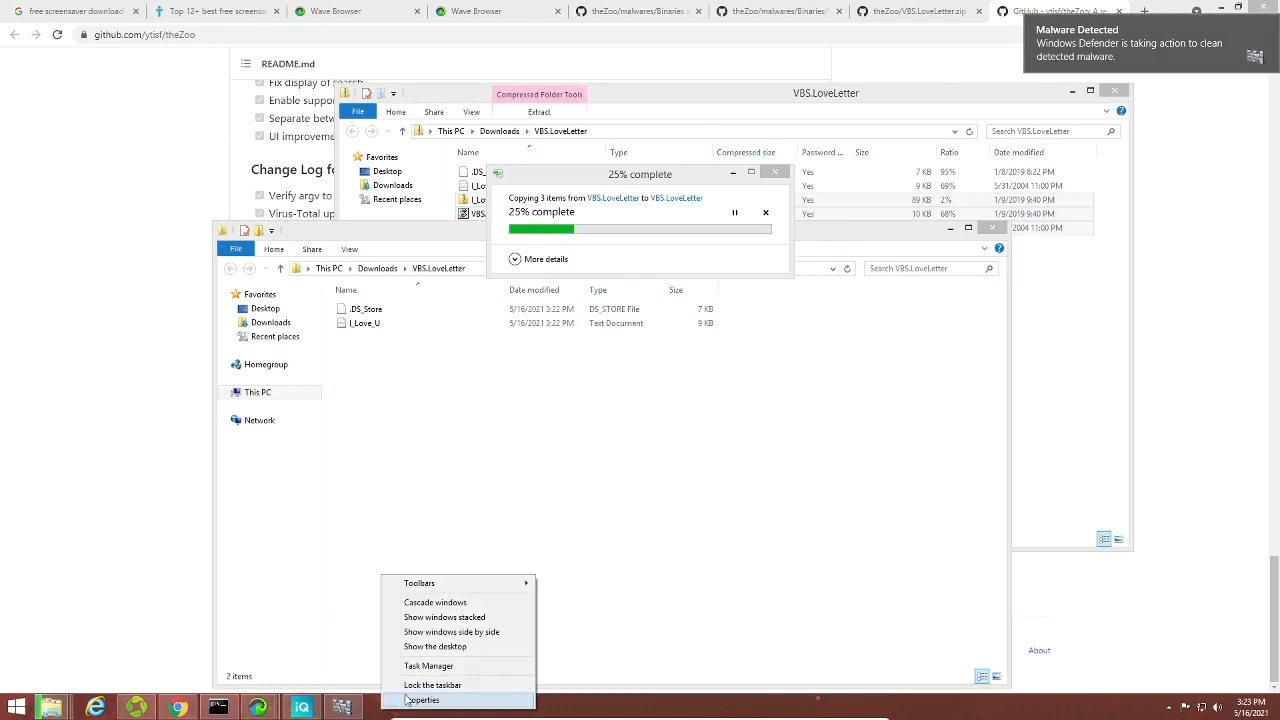 free screensaver download
Top 12+ best free screensa
Wave Browser
Wave Browser
theZoo/malwares/Binaries a
theZoo/malwares/Binaries/
theZoo/VBS.LoveLetter.zip
GitHub - ytisf/theZoo: A re
github.com/ytisf/theZoo
Malware Detected
Windows Defender is taking action to clean
detected malware.
README.md
Fix display of search
Enable suppor
Separate betw
UI improveme
Change Log fo
Verify argv to
Virus-Total up
Compressed Folder Tools
VBS.LoveLetter
File Home Share View Extract
This PC Downloads VBS.LoveLetter
Search VBS.LoveLetter
Favorites
Desktop
Downloads
Recent places
Name Type Compressed size Password ... Size Ratio Date modified
.DS_ Yes 7 KB 95% 1/8/2019 8:22 PM
I_Lo Yes 9 KB 69% 5/31/2004 11:00 PM
I_Lo Yes 89 KB 2% 1/9/2019 9:40 PM
VBS. Yes 10 KB 68% 1/9/2019 9:40 PM
2004 11:00 PM
25% complete
Copying 3 items from VBS.LoveLetter to VBS.LoveLetter
25% complete
More details
File Home Share View
This PC Downloads VBS.LoveLetter
Search VBS.LoveLetter
Favorites
Desktop
Downloads
Recent places
Homegroup
This PC
Network
Name Date modified Type Size
.DS_Store 5/16/2021 3:22 PM DS_STORE File 7 KB
I_Love_U 5/16/2021 3:22 PM Text Document 9 KB
2 items
Toolbars
Cascade windows
Show windows stacked
Show windows side by side
Show the desktop
Task Manager
Lock the taskbar
roperties
About
iQ
3:23 PM
5/16/2021